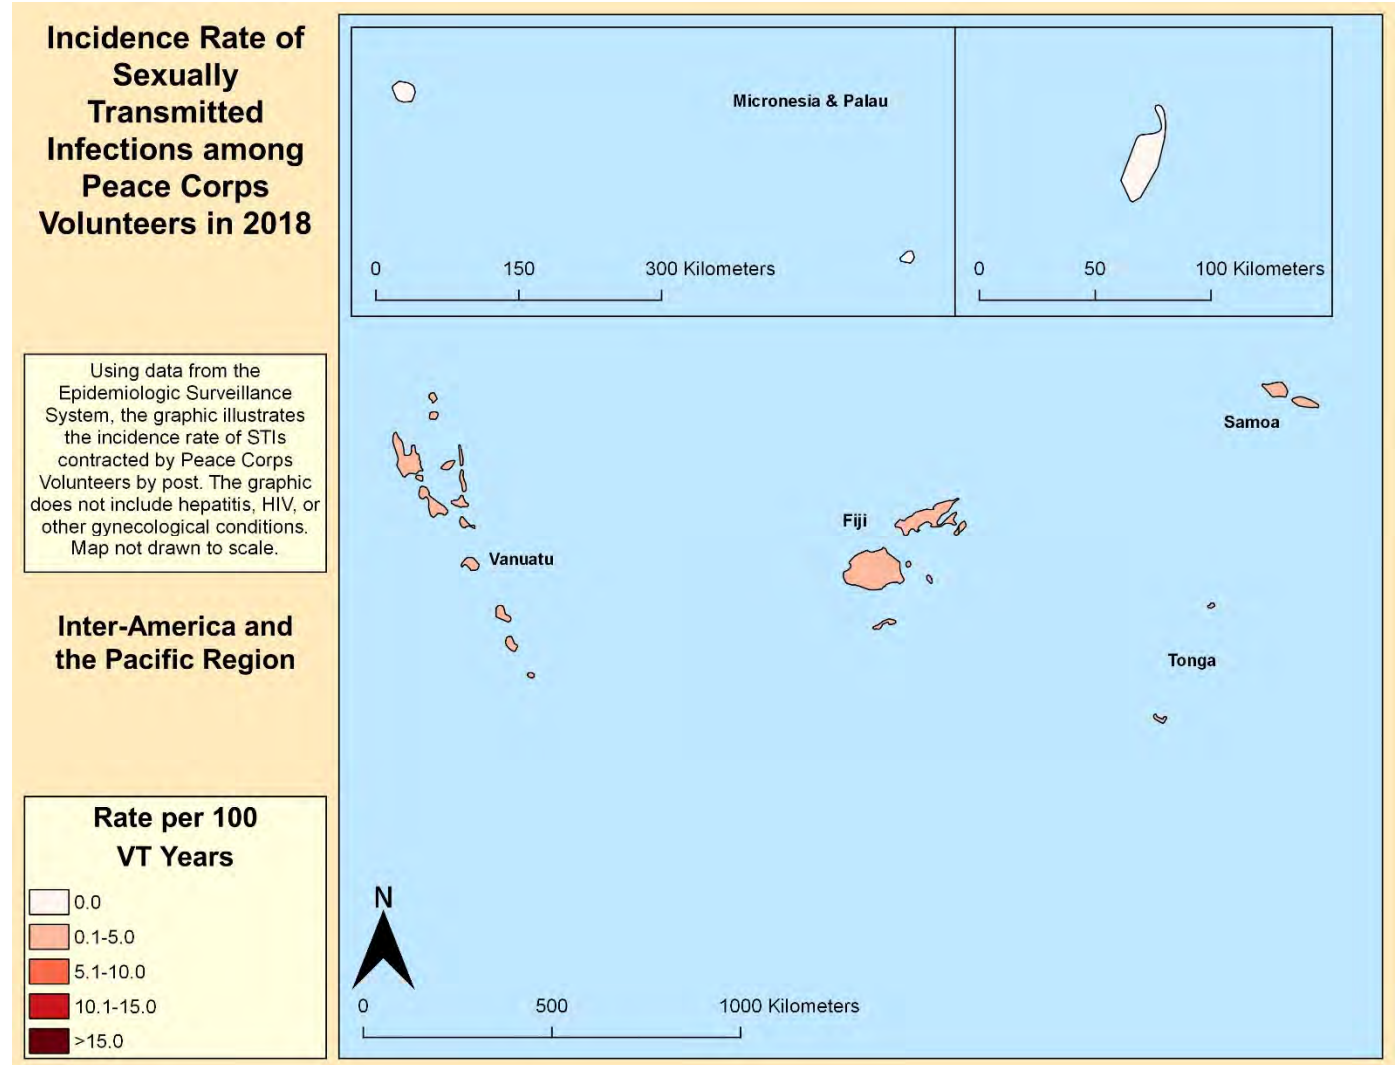 Incidence Rate of
Sexually
Transmitted
Infections among
Peace Corps
Volunteers in 2018
Using data from the
Epidemiologic Surveillance
System, the graphic illustrates
the incidence rate of STIs
contracted by Peace Corps
Volunteers by post. The graphic
does not include hepatitis, HIV, or
other gynecological conditions.
Map not drawn to scale.
Inter-America and
the Pacific Region
Rate per 100
VT Years
0.0
0.1-5.0
5.1-10.0
10.1-15.0
>15.0
Micronesia & Palau
0 150 300 Kilometers
0 50 100 Kilometers
Samoa
Fiji
Vanuatu
Tonga
N
0 500 1000 Kilometers